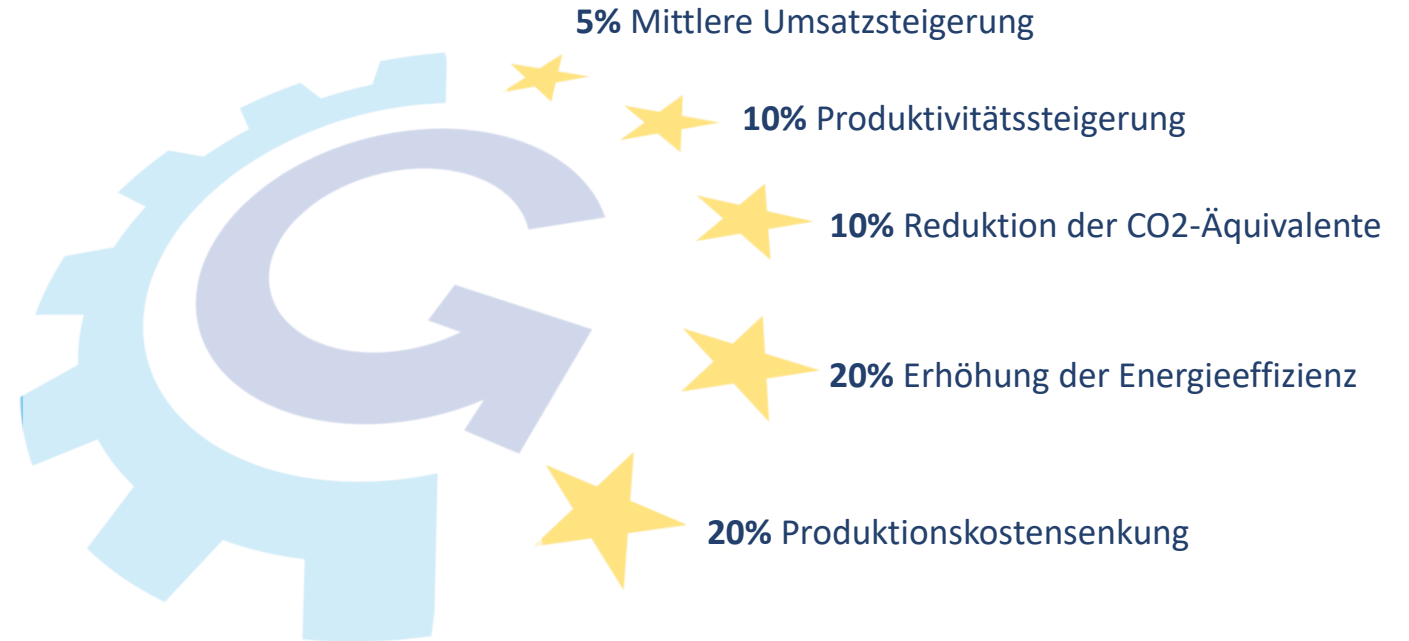 5% Mittlere Umsatzsteigerung
10% Produktivitätssteigerung
10% Reduktion der CO2-Äquivalente
20% Erhöhung der Energieeffizienz
20% Produktionskostensenkung